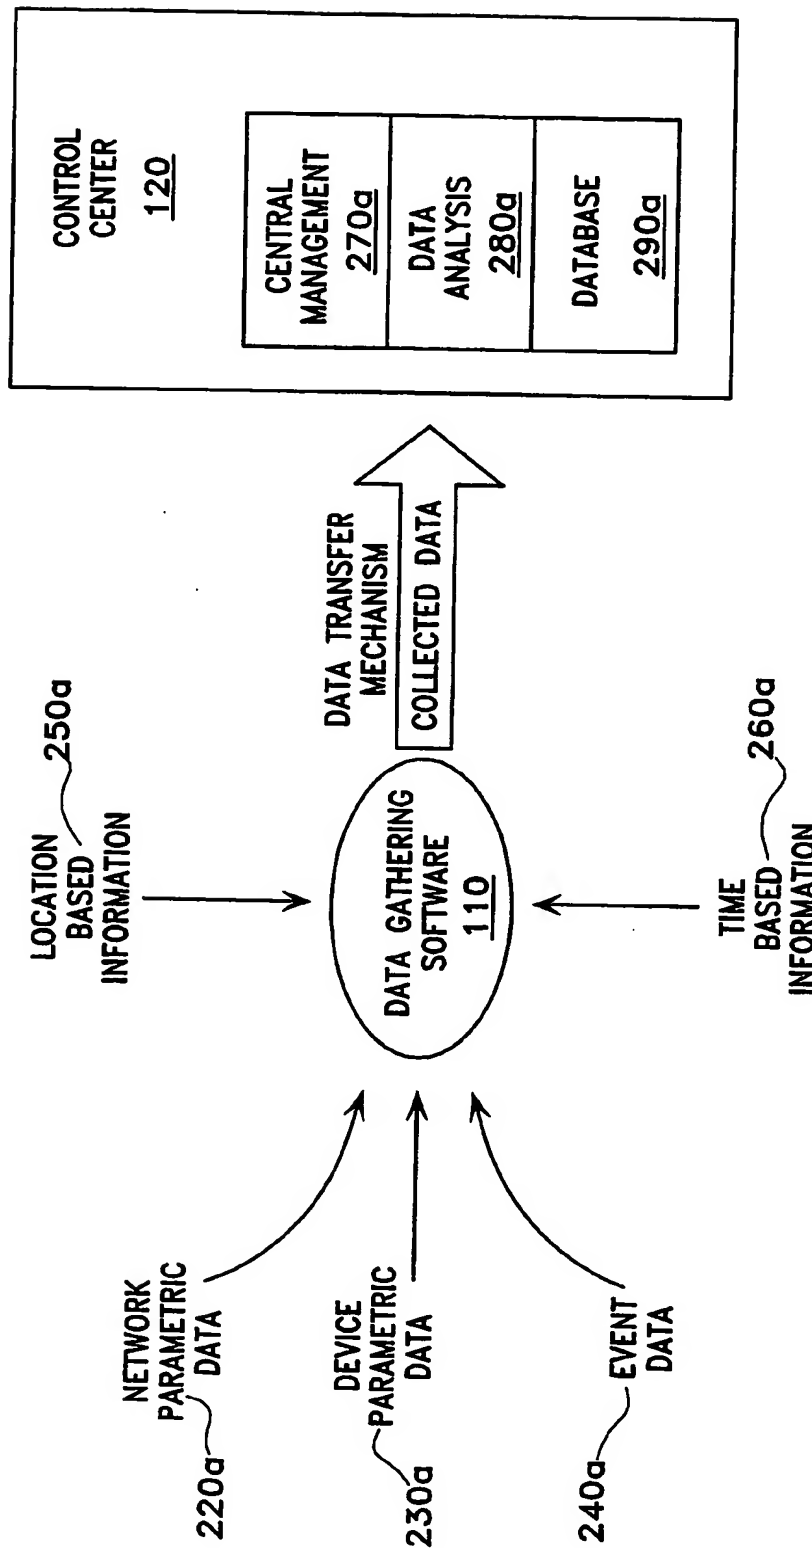 NETWORK
PARAMETRIC
DATA
220a
DEVICE
PARAMETRIC
DATA
230a
EVENT
DATA
240a
LOCATION
BASED
INFORMATION
250a
DATA GATHERING
SOFTWARE
110
TIME
BASED
INFORMATION
260a
DATA TRANSFER
MECHANISM
COLLECTED DATA
CONTROL
CENTER
120
CENTRAL
MANAGEMENT
270a
DATA
ANALYSIS
280a
DATABASE
290a